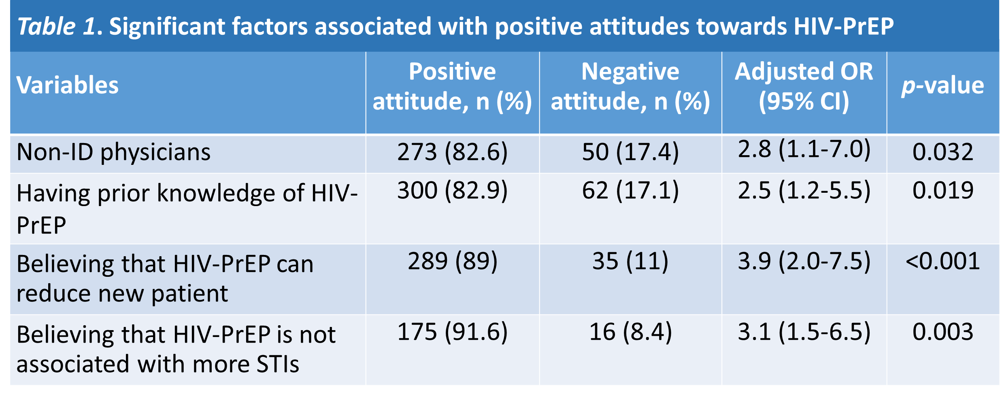 Table 1. Significant factors associated with positive attitudes towards HIV-PrEP
Variables
Positive
attitude, n (%)
Negative
attitude, n (%)
Adjusted OR
(95% CI)
p-value
Non-ID physicians
273 (82.6)
50 (17.4)
2.8 (1.1-7.0)
0.032
Having prior knowledge of HIV-
PrEP
300 (82.9)
62 (17.1)
2.5 (1.2-5.5)
0.019
Believing that HIV-PrEP can
reduce new patient
289 (89)
35 (11)
3.9 (2.0-7.5)
<0.001
Believing that HIV-PrEP is not
associated with more STIs
175 (91.6)
16 (8.4)
3.1 (1.5-6.5)
0.003